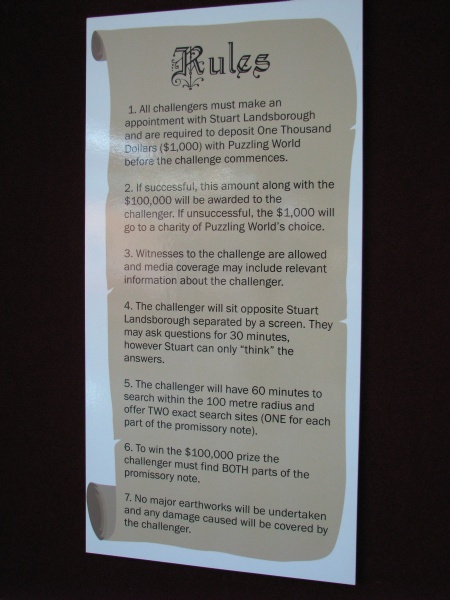 Rules
1. All challengers must make an
appointment with Stuart Landsborough
and are required to deposit One Thousand
Dollars ($1,000) with Puzzling World
before the challenge commences.
2. If successful, this amount along with the
$100,000 will be awarded to the
challenger. If unsuccessful, the $1,000 will
go to a charity of Puzzling World's choice.
3. Witnesses to the challenge are allowed
and media coverage may include relevant
information about the challenger.
4. The challenger will sit opposite Stuart
Landsborough separated by a screen. They
may ask questions for 30 minutes,
however Stuart can only "think" the
answers.
5. The challenger will have 60 minutes to
search within the 100 metre radius and
offer TWO exact search sites (ONE for each
part of the promissory note).
6. To win the $100,000 prize the
challenger must find BOTH parts of the
promissory note.
7. No major earthworks will be undertaken
and any damage caused will be covered by
the challenger.